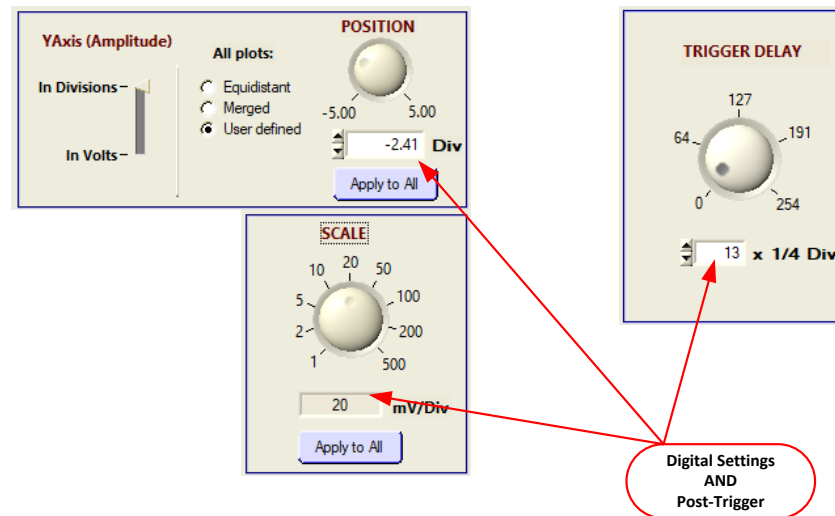 YAxis (Amplitude)
In Divisions
In Volts
All plots:
Equidistant
Merged
User defined
POSITION
-5.00 5.00
-2.41 Div
Apply to All
SCALE
1 2 5 10 20 50 100 200 500
20 mV/Div
Apply to All
TRIGGER DELAY
0 64 127 191 254
13 x 1/4 Div
Digital Settings
AND
Post-Trigger